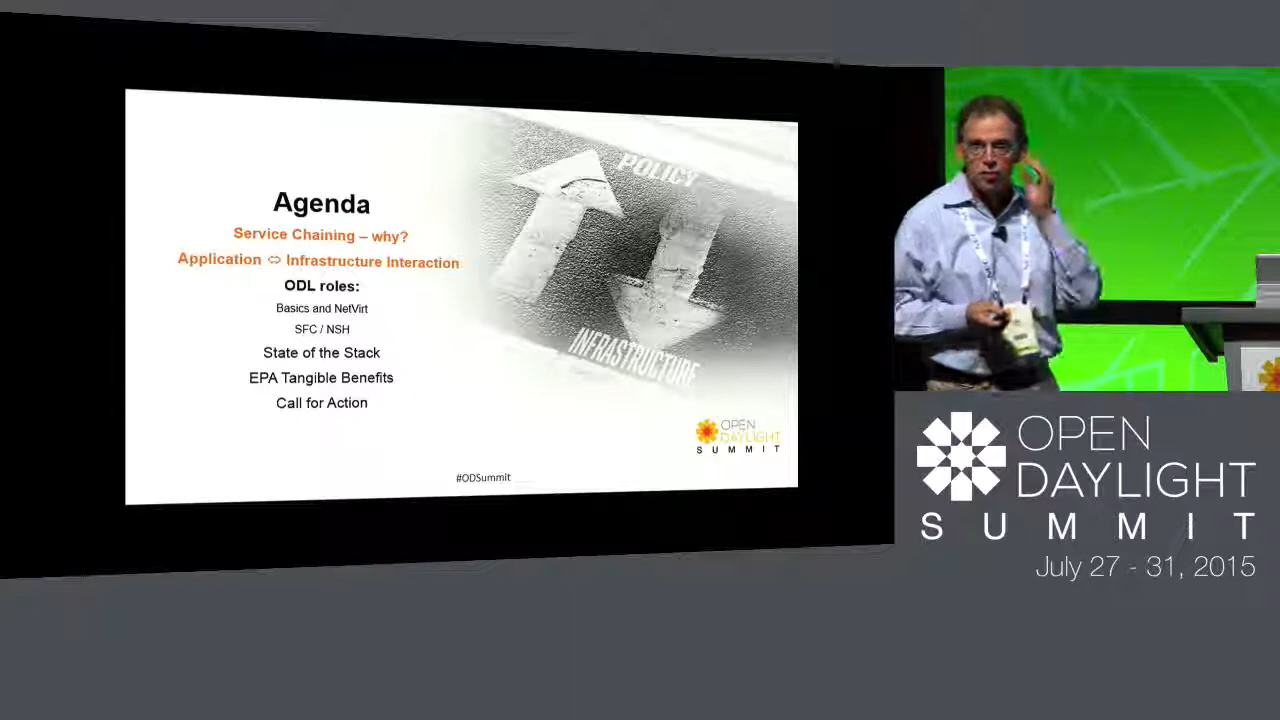 Agenda
Service Chaining – why?
Application ⇔ Infrastructure Interaction
ODL roles:
Basics and NetVirt
SFC / NSH
State of the Stack
EPA Tangible Benefits
Call for Action
POLICY
INFRASTRUCTURE
OPEN
DAYLIGHT
SUMMIT
#ODSummit
OPEN
DAYLIGHT
SUMMIT
July 27 - 31, 2015